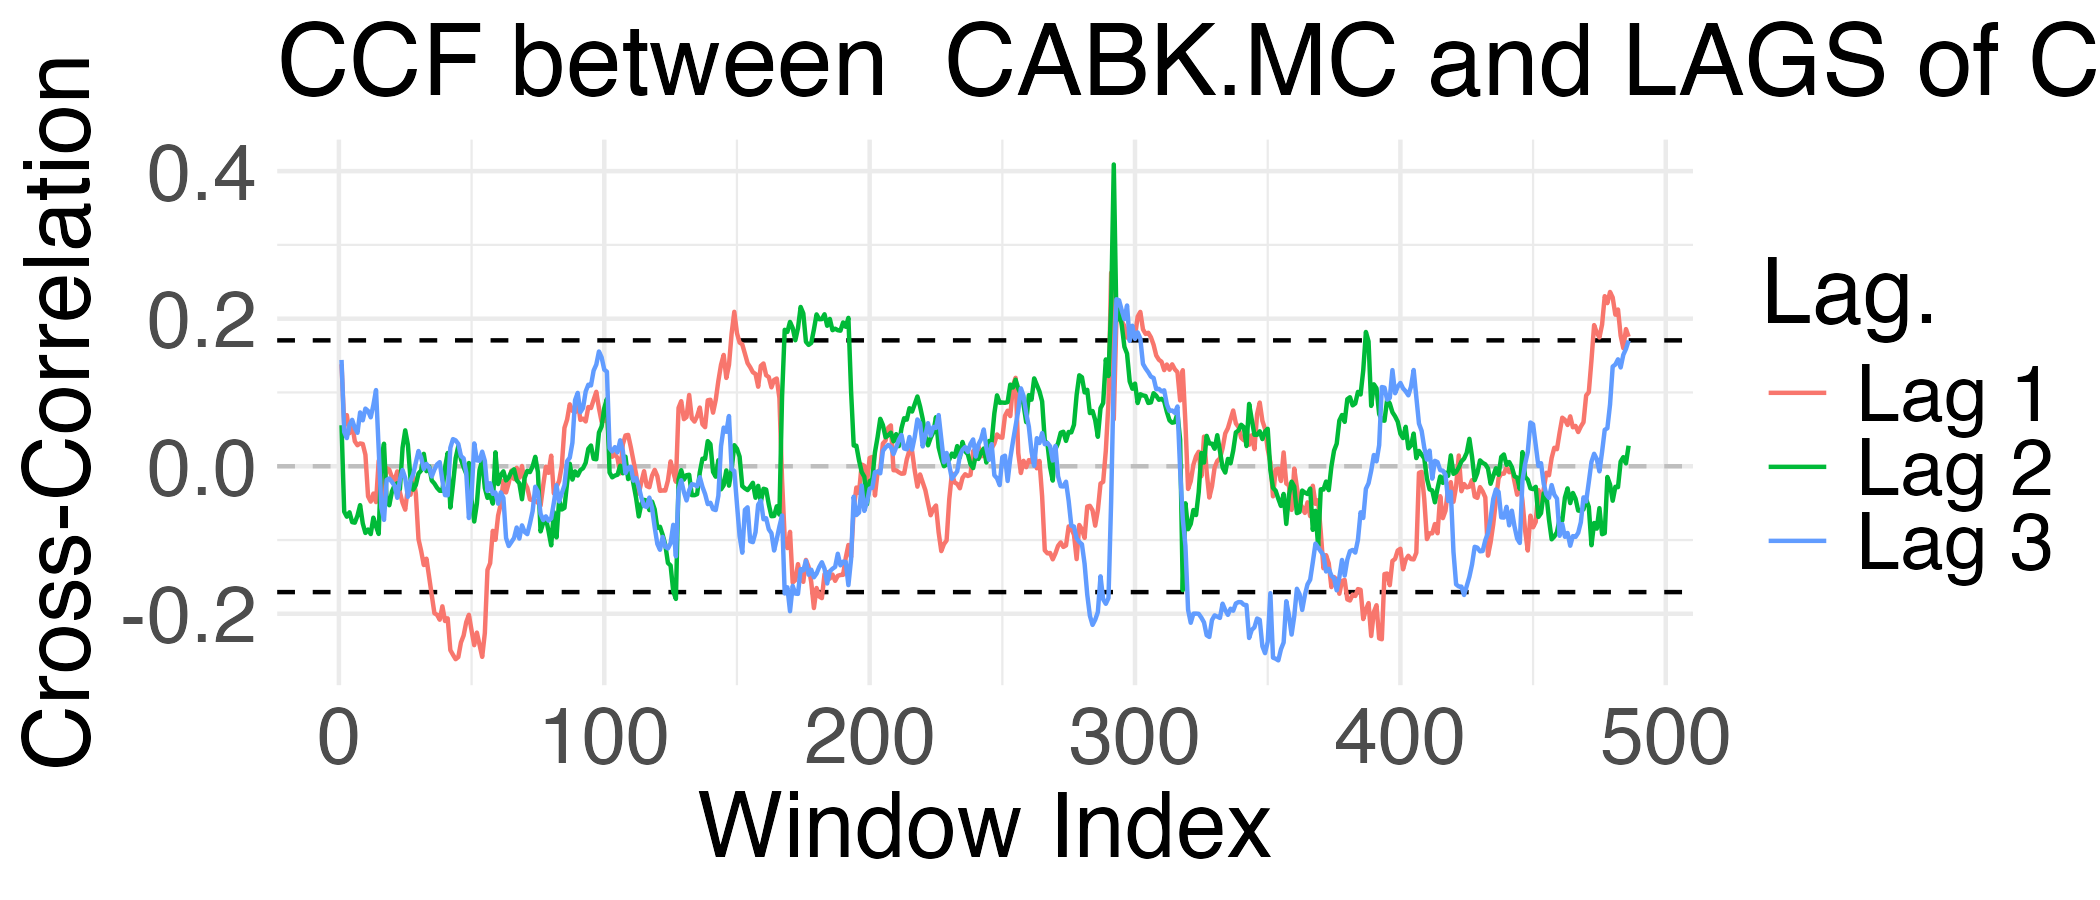 CCF between  CABK.MC and LAGS of C
Cross-Correlation
0.4
0.2
0.0
-0.2
0
100
200
300
400
500
Window Index
Lag.
Lag 1
Lag 2
Lag 3